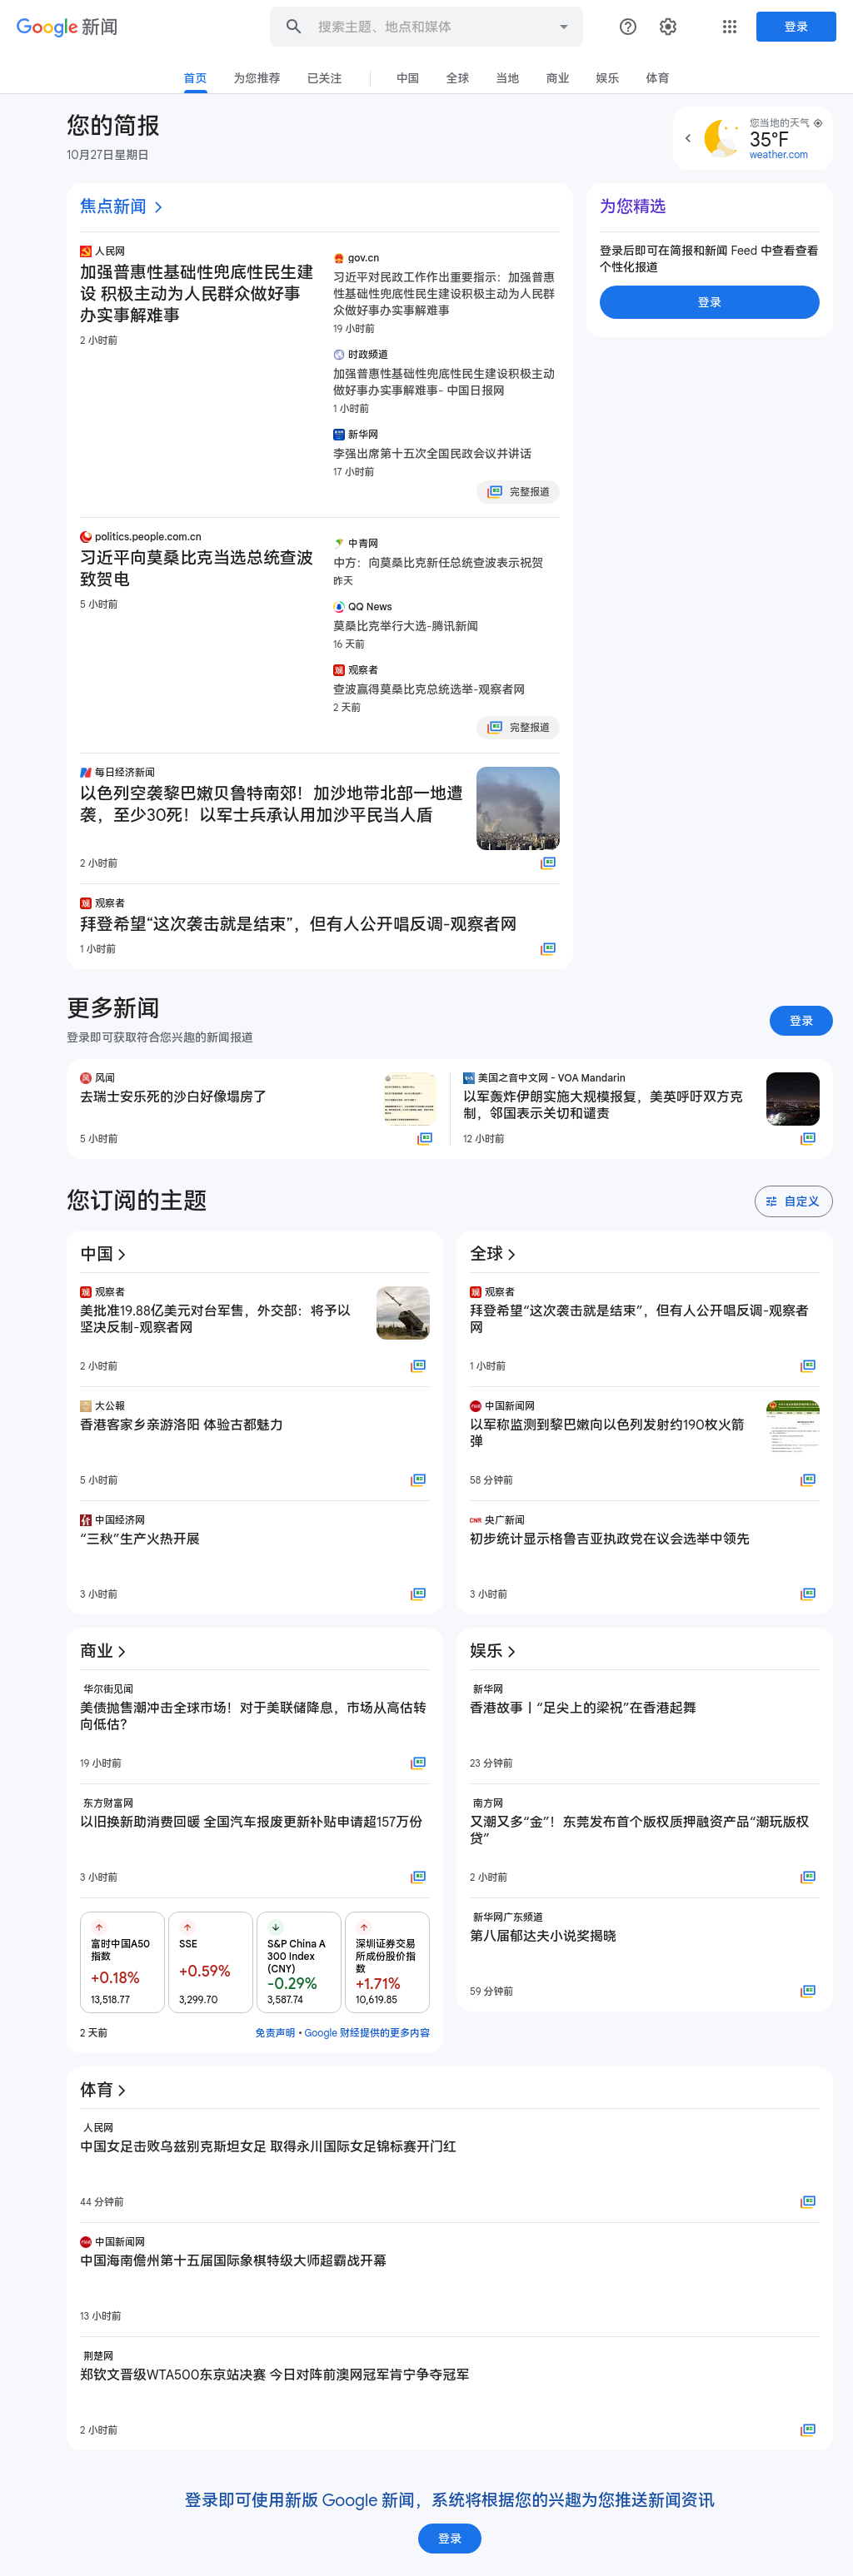 Google 新闻
搜索主题、地点和媒体
登录
首页
为您推荐
已关注
中国
全球
当地
商业
娱乐
体育
您的简报
10月27日星期日
您当地的天气
35°F
weather.com
焦点新闻
人民网
加强普惠性基础性兜底性民生建
设 积极主动为人民群众做好事
办实事解难事
2 小时前
gov.cn
习近平对民政工作作出重要指示：加强普惠
性基础性兜底性民生建设积极主动为人民群
众做好事办实事解难事
19 小时前
时政频道
加强普惠性基础性兜底性民生建设积极主动
做好事办实事解难事- 中国日报网
1 小时前
新华网
李强出席第十五次全国民政会议并讲话
17 小时前
完整报道
politics.people.com.cn
习近平向莫桑比克当选总统查波
致贺电
5 小时前
中青网
中方：向莫桑比克新任总统查波表示祝贺
昨天
QQ News
莫桑比克举行大选-腾讯新闻
16 天前
观察者
查波赢得莫桑比克总统选举-观察者网
2 天前
完整报道
每日经济新闻
以色列空袭黎巴嫩贝鲁特南郊！加沙地带北部一地遭
袭，至少30死！以军士兵承认用加沙平民当人盾
2 小时前
观察者
拜登希望“这次袭击就是结束”，但有人公开唱反调-观察者网
1 小时前
为您精选
登录后即可在简报和新闻 Feed 中查看查看
个性化报道
登录
更多新闻
登录即可获取符合您兴趣的新闻报道
登录
风闻
去瑞士安乐死的沙白好像塌房了
5 小时前
美国之音中文网 - VOA Mandarin
以军轰炸伊朗实施大规模报复，美英呼吁双方克
制，邻国表示关切和谴责
12 小时前
您订阅的主题
自定义
中国
观察者
美批准19.88亿美元对台军售，外交部：将予以
坚决反制-观察者网
2 小时前
大公報
香港客家乡亲游洛阳 体验古都魅力
5 小时前
中国经济网
“三秋”生产火热开展
3 小时前
全球
观察者
拜登希望“这次袭击就是结束”，但有人公开唱反调-观察者
网
1 小时前
中国新闻网
以军称监测到黎巴嫩向以色列发射约190枚火箭
弹
58 分钟前
央广新闻
初步统计显示格鲁吉亚执政党在议会选举中领先
3 小时前
商业
华尔街见闻
美债抛售潮冲击全球市场！对于美联储降息，市场从高估转
向低估？
19 小时前
东方财富网
以旧换新助消费回暖 全国汽车报废更新补贴申请超157万份
3 小时前
富时中国A50
指数
+0.18%
13,518.77
SSE
+0.59%
3,299.70
S&P China A
300 Index
(CNY)
-0.29%
3,587.74
深圳证券交易
所成份股价指
数
+1.71%
10,619.85
2 天前
免责声明 • Google 财经提供的更多内容
娱乐
新华网
香港故事丨“足尖上的梁祝”在香港起舞
23 分钟前
南方网
又潮又多“金”！东莞发布首个版权质押融资产品“潮玩版权
贷”
2 小时前
新华网广东频道
第八届郁达夫小说奖揭晓
59 分钟前
体育
人民网
中国女足击败乌兹别克斯坦女足 取得永川国际女足锦标赛开门红
44 分钟前
中国新闻网
中国海南儋州第十五届国际象棋特级大师超霸战开幕
13 小时前
荆楚网
郑钦文晋级WTA500东京站决赛 今日对阵前澳网冠军肯宁争夺冠军
2 小时前
登录即可使用新版 Google 新闻，系统将根据您的兴趣为您推送新闻资讯
登录